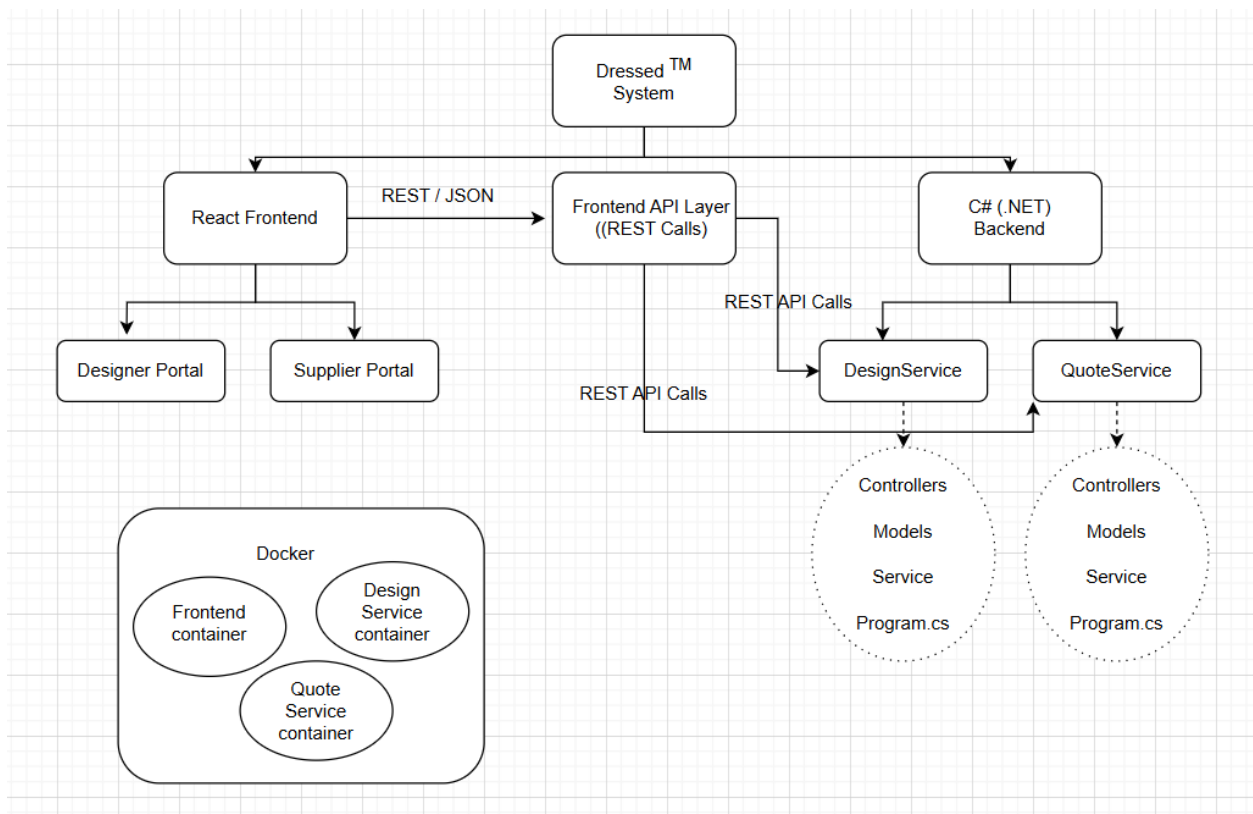 Dressed TM
System
React Frontend
REST / JSON
Frontend API Layer
((REST Calls)
C# (.NET)
Backend
REST API Calls
Designer Portal
Supplier Portal
DesignService
QuoteService
REST API Calls
Controllers
Models
Service
Program.cs
Controllers
Models
Service
Program.cs
Docker
Frontend
container
Design
Service
container
Quote
Service
container